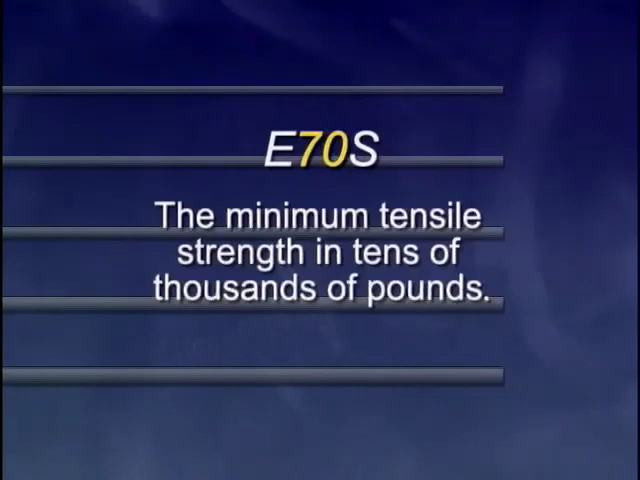 E70S
The minimum tensile
strength in tens of
thousands of pounds.